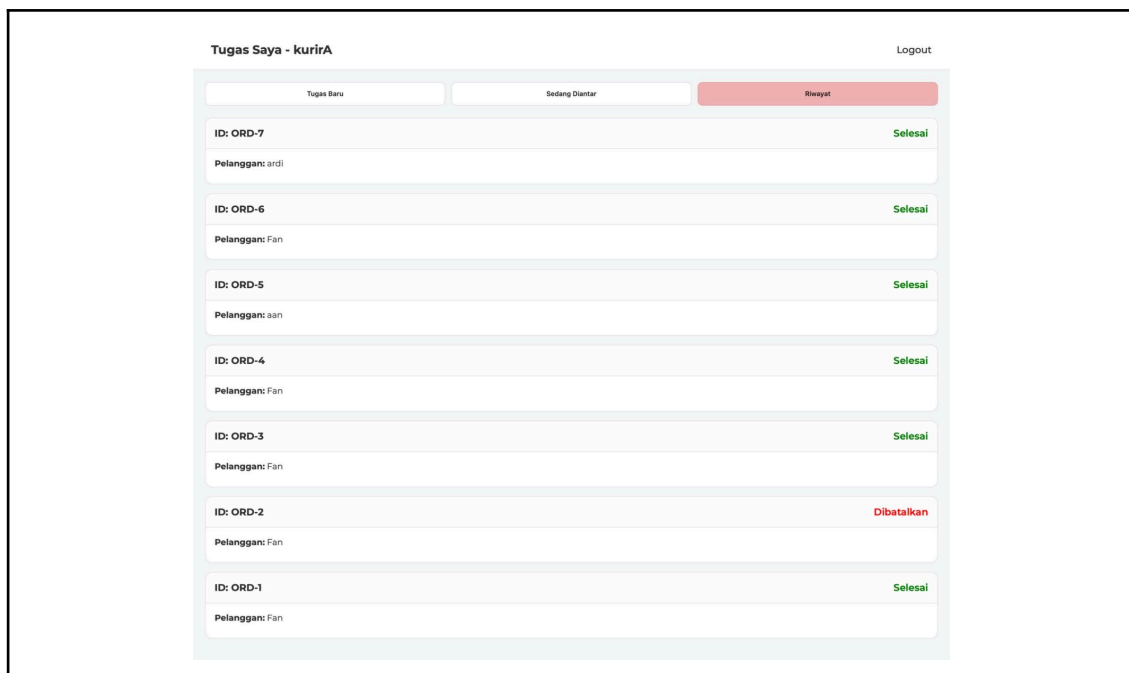 Tugas Saya - kurirA
Logout
Tugas Baru
Sedang Diantar
Riwayat
ID: ORD-7
Selesai
Pelanggan: ardi
ID: ORD-6
Selesai
Pelanggan: Fan
ID: ORD-5
Selesai
Pelanggan: aan
ID: ORD-4
Selesai
Pelanggan: Fan
ID: ORD-3
Selesai
Pelanggan: Fan
ID: ORD-2
Dibatalkan
Pelanggan: Fan
ID: ORD-1
Selesai
Pelanggan: Fan